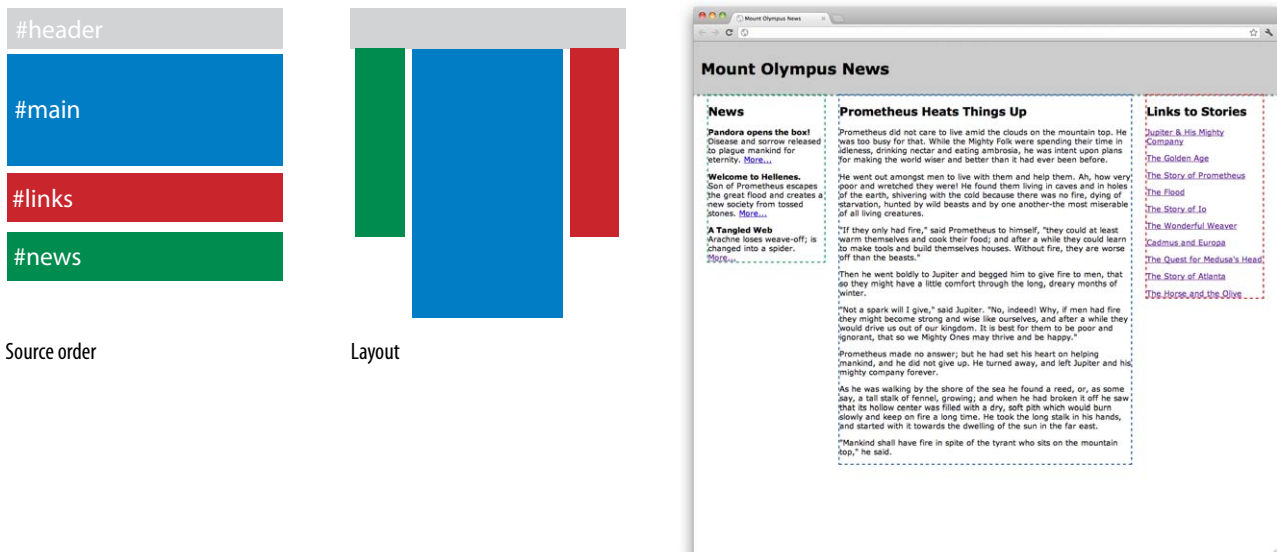 #header
#main
#links
#news
Source order
Layout
Mount Olympus News
Mount Olympus News
News
Pandora opens the box!
Disease and sorrow released
to plague mankind for
eternity. More...
Welcome to Hellenes.
Son of Prometheus escapes
the great flood and creates a
new society from tossed
stones. More...
A Tangled Web
Arachne loses weave-off; is
changed into a spider.
More...
Prometheus Heats Things Up
Prometheus did not care to live amid the clouds on the mountain top. He
was too busy for that. While the Mighty Folk were spending their time in
idleness, drinking nectar and eating ambrosia, he was intent upon plans
for making the world wiser and better than it had ever been before.
He went out amongst men to live with them and help them. Ah, how very
poor and wretched they were! He found them living in caves and in holes
of the earth, shivering with the cold because there was no fire, dying of
starvation, hunted by wild beasts and by one another-the most miserable
of all living creatures.
"If they only had fire," said Prometheus to himself, "they could at least
warm themselves and cook their food; and after a while they could learn
to make tools and build themselves houses. Without fire, they are worse
off than the beasts."
Then he went boldly to Jupiter and begged him to give fire to men, that
so they might have a little comfort through the long, dreary months of
winter.
"Not a spark will I give," said Jupiter. "No, indeed! Why, if men had fire
they might become strong and wise like ourselves, and after a while they
would drive us out of our kingdom. It is best for them to be poor and
ignorant, that so we Mighty Ones may thrive and be happy."
Prometheus made no answer; but he had set his heart on helping
mankind, and he did not give up. He turned away, and left Jupiter and his
mighty company forever.
As he was walking by the shore of the sea he found a reed, or, as some
say, a tall stalk of fennel, growing; and when he had broken it off he saw
that its hollow center was filled with a dry, soft pith which would burn
slowly and keep on fire a long time. He took the long stalk in his hands,
and started with it towards the dwelling of the sun in the far east.
"Mankind shall have fire in spite of the tyrant who sits on the mountain
top," he said.
Links to Stories
Jupiter & His Mighty
Company
The Golden Age
The Story of Prometheus
The Flood
The Story of Io
The Wonderful Weaver
Cadmus and Europa
The Quest for Medusa's Head
The Story of Atlanta
The Horse and the Olive